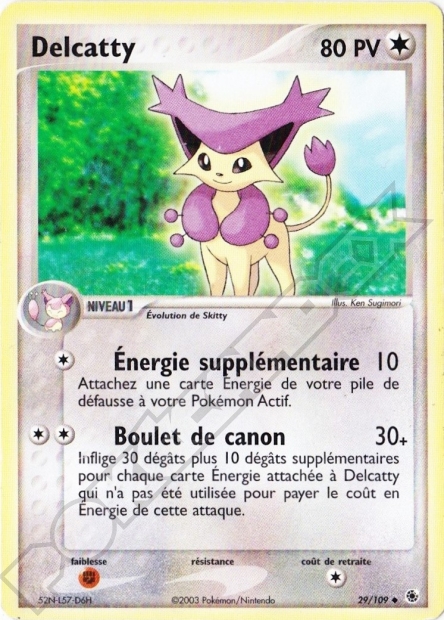 Delcatty 80 PV
Illus. Ken Sugimori
NIVEAU 1
Évolution de Skitty
Énergie supplémentaire 10
Attachez une carte Énergie de votre pile de
défausse à votre Pokémon Actif.
Boulet de canon 30+
Inflige 30 dégâts plus 10 dégâts supplémentaires
pour chaque carte Énergie attachée à Delcatty
qui n'a pas été utilisée pour payer le coût en
Énergie de cette attaque.
faiblesse résistance coût de retraite
52N-L57-D6H ©2003 Pokémon/Nintendo 29/109